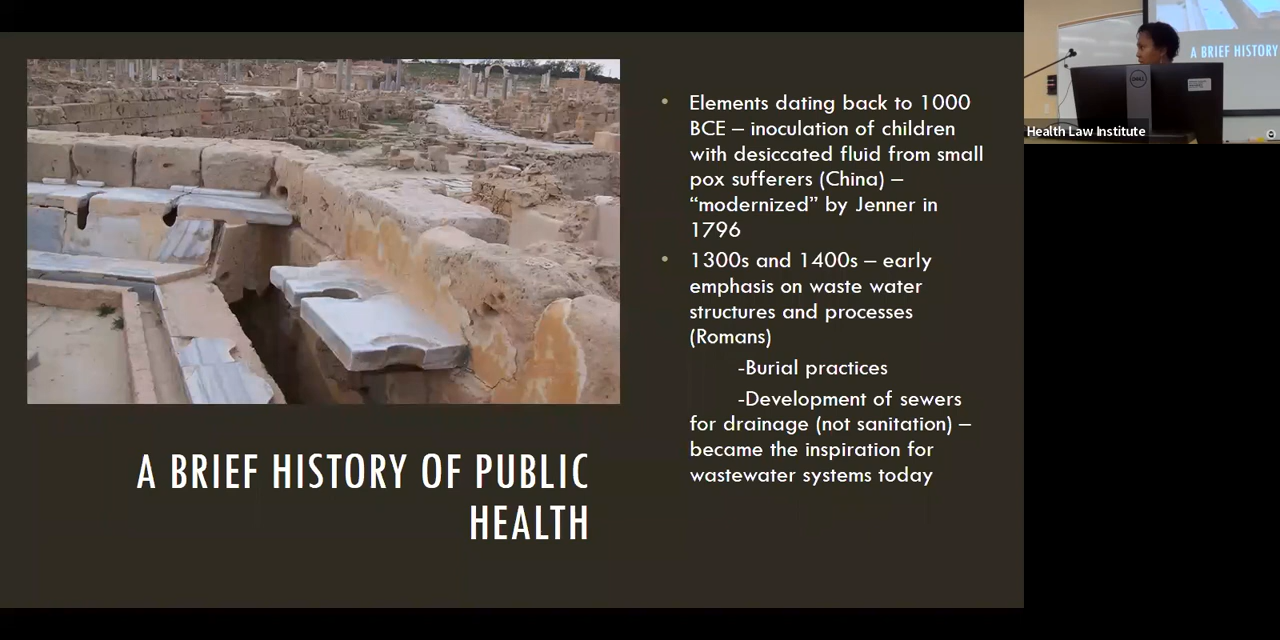 Elements dating back to 1000
BCE – inoculation of children
with desiccated fluid from small
pox sufferers (China) –
“modernized” by Jenner in
1796
1300s and 1400s – early
emphasis on waste water
structures and processes
(Romans)
-Burial practices
-Development of sewers
for drainage (not sanitation) –
became the inspiration for
wastewater systems today
A BRIEF HISTORY OF PUBLIC
HEALTH
A BRIEF HISTORY
DELL
Health Law Institute